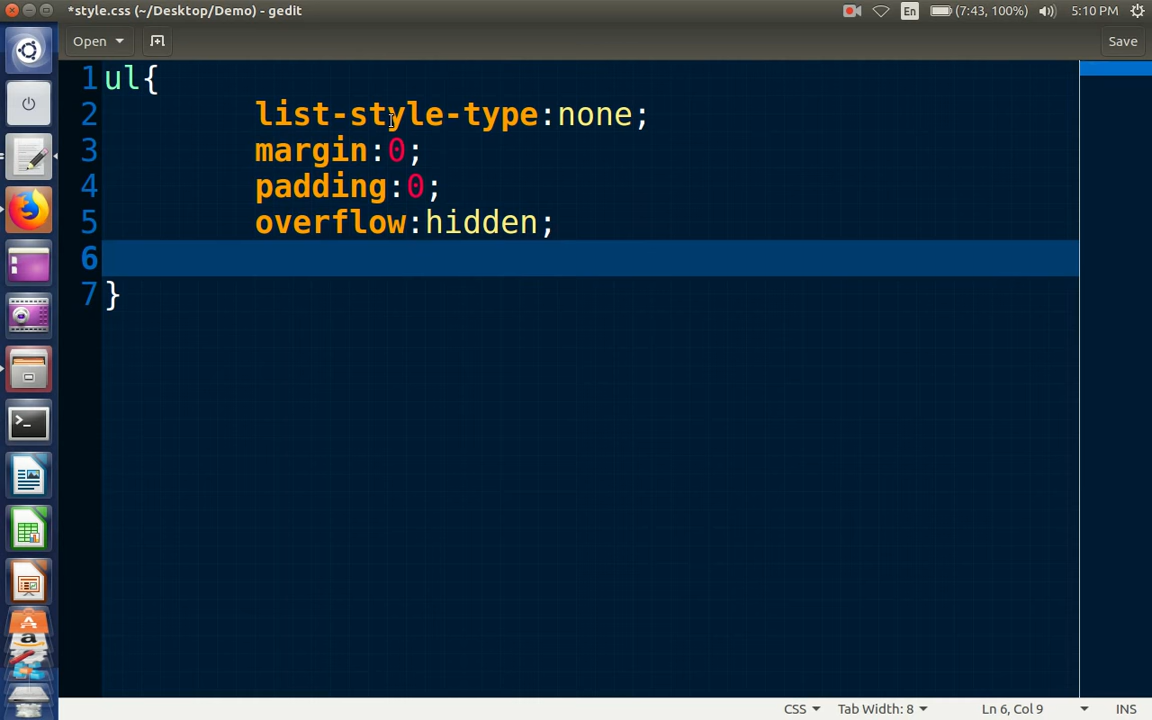 *style.css (~/Desktop/Demo) - gedit
En
(7:43, 100%)
5:10 PM
Open
Save
1 ul{
2 list-style-type:none;
3 margin:0;
4 padding:0;
5 overflow:hidden;
6
7 }
CSS
Tab Width: 8
Ln 6, Col 9
INS